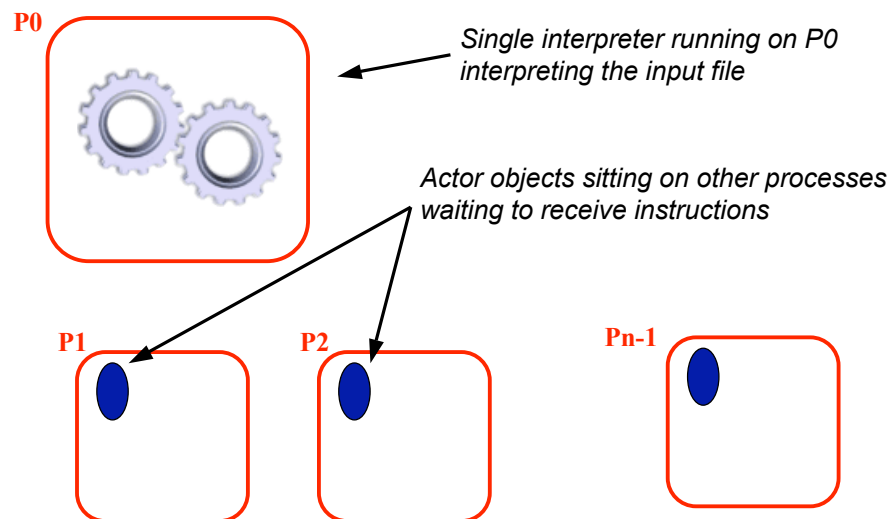 P0
Single interpreter running on P0
interpreting the input file
Actor objects sitting on other processes
waiting to receive instructions
P1
P2
Pn-1